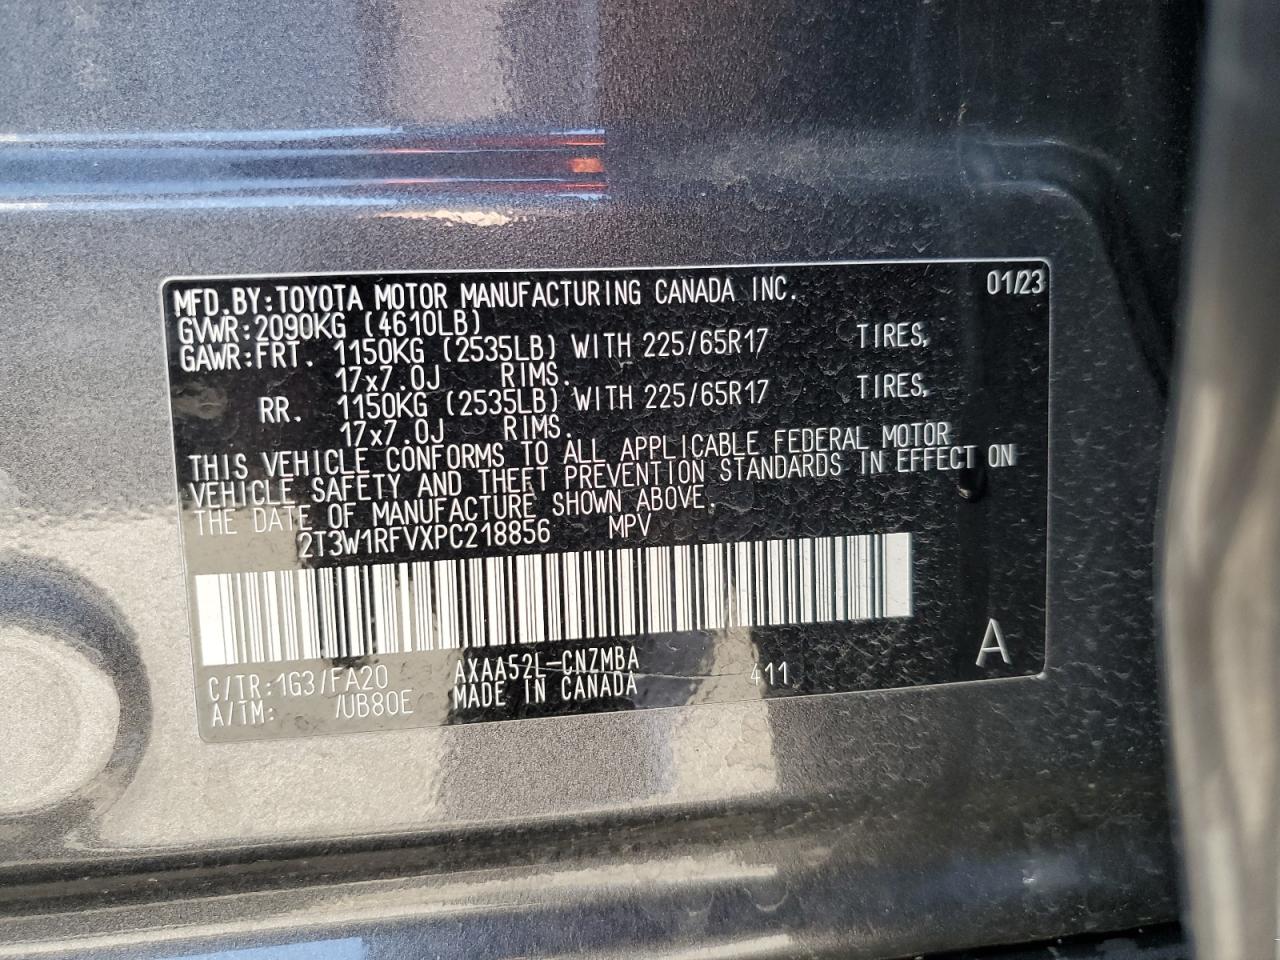 MFD.BY:TOYOTA MOTOR MANUFACTURING CANADA INC. 01/23
GVWR:2090KG (4610LB)
GAWR:FRT. 1150KG (2535LB) WITH 225/65R17 TIRES,
17x7.0J RIMS.
RR. 1150KG (2535LB) WITH 225/65R17 TIRES,
17x7.0J RIMS.
THIS VEHICLE CONFORMS TO ALL APPLICABLE FEDERAL MOTOR
VEHICLE SAFETY AND THEFT PREVENTION STANDARDS IN EFFECT ON
THE DATE OF MANUFACTURE SHOWN ABOVE.
2T3W1RFVXPC218856 MPV
C/TR:1G3/FA20 AXAA52L-CNZMBA 411 A
A/TM: /UB80E MADE IN CANADA